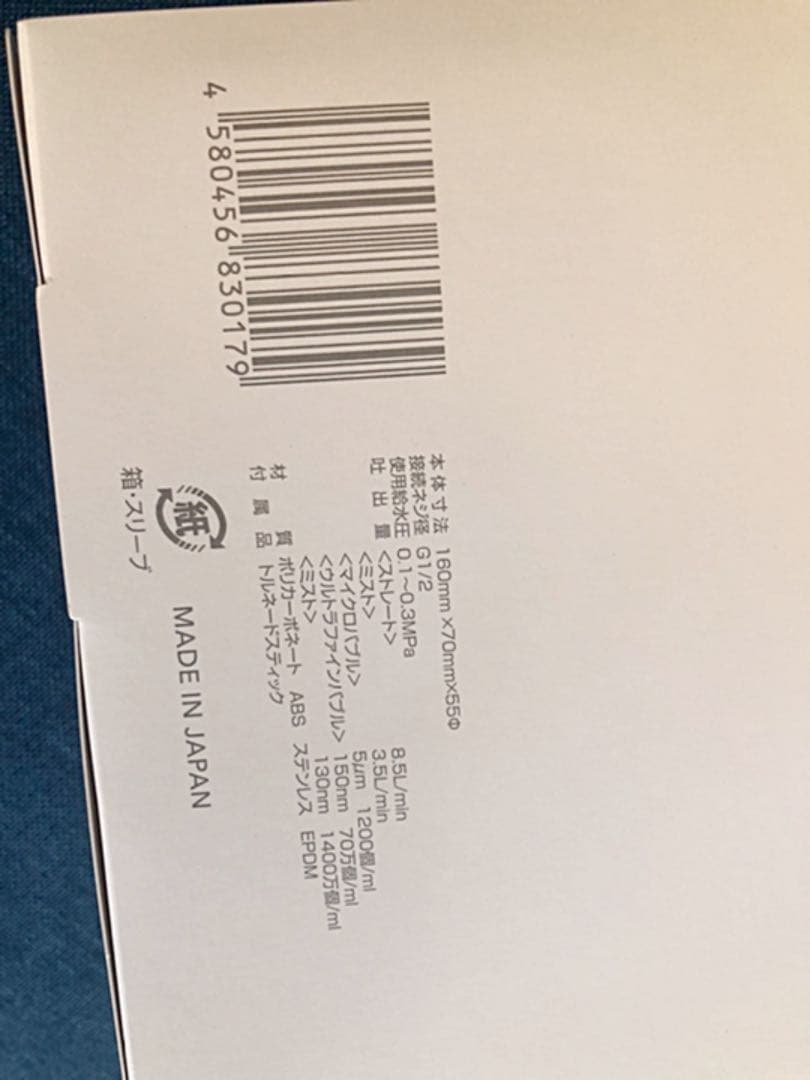 4 580456 830179
本体寸法 160mm×70mm×55Φ
接続ネジ径 G1/2
使用給水圧 0.1〜0.3MPa
吐出量 <ストレート> 8.5L/min
<ミスト> 3.5L/min
<マイクロバブル> 5μm 1200個/ml
<ウルトラファインバブル> 150nm 70万個/ml
<ミスト> 130nm 1400万個/ml
材質 ポリカーボネート ABS ステンレス EPDM
付属品 トルネードスティック
紙
箱・スリーブ
MADE IN JAPAN